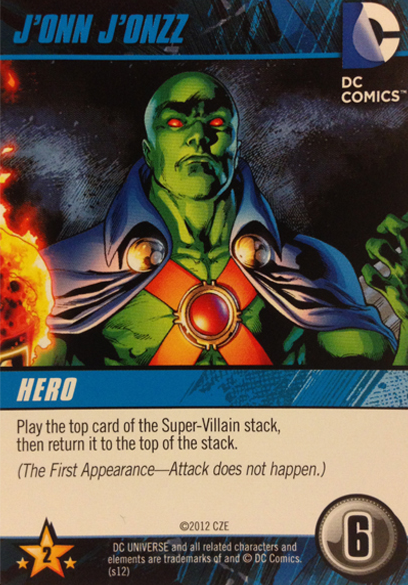 J'ONN J'ONZZ
DC
DC
COMICS™
HERO
Play the top card of the Super-Villain stack,
then return it to the top of the stack.
(The First Appearance—Attack does not happen.)
©2012 CZE
2
DC UNIVERSE and all related characters and
elements are trademarks of and © DC Comics.
(s12)
6